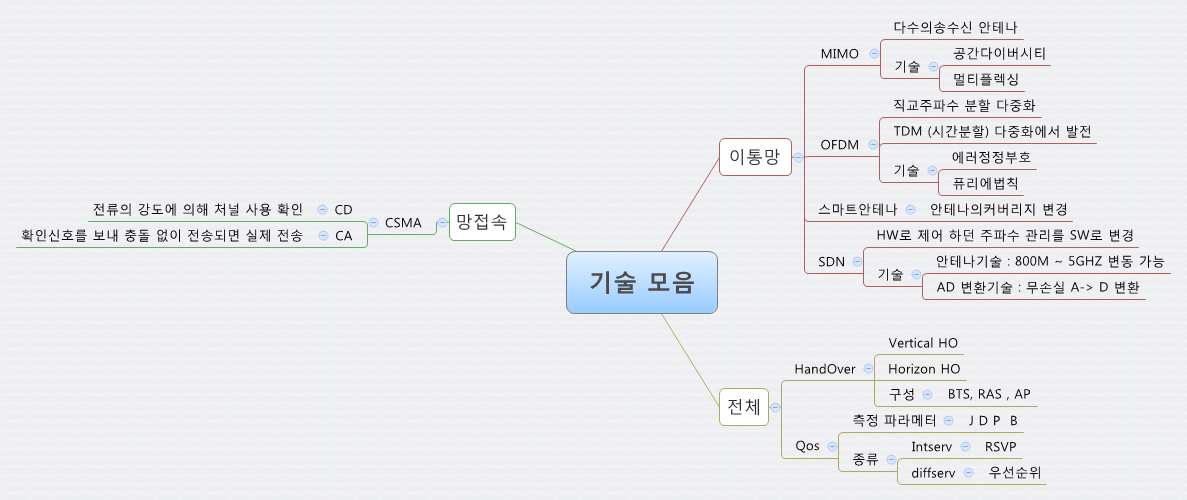 기술 모음
이통망
MIMO
다수의송수신 안테나
기술
공간다이버시티
멀티플렉싱
OFDM
직교주파수 분할 다중화
TDM (시간분할) 다중화에서 발전
기술
에러정정부호
퓨리에법칙
스마트안테나
안테나의커버리지 변경
SDN
HW로 제어 하던 주파수 관리를 SW로 변경
기술
안테나기술 : 800M ~ 5GHZ 변동 가능
AD 변환기술 : 무손실 A-> D 변환
전체
HandOver
Vertical HO
Horizon HO
구성
BTS, RAS , AP
Qos
측정 파라메터
J D P B
종류
Intserv
RSVP
diffserv
우선순위
망접속
CSMA
CD
전류의 강도에 의해 처널 사용 확인
CA
확인신호를 보내 충돌 없이 전송되면 실제 전송